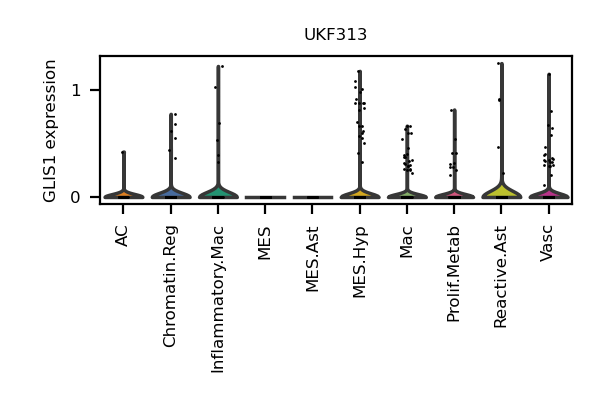 UKF313
GLIS1 expression
1
0
AC
Chromatin.Reg
Inflammatory.Mac
MES
MES.Ast
MES.Hyp
Mac
Prolif.Metab
Reactive.Ast
Vasc